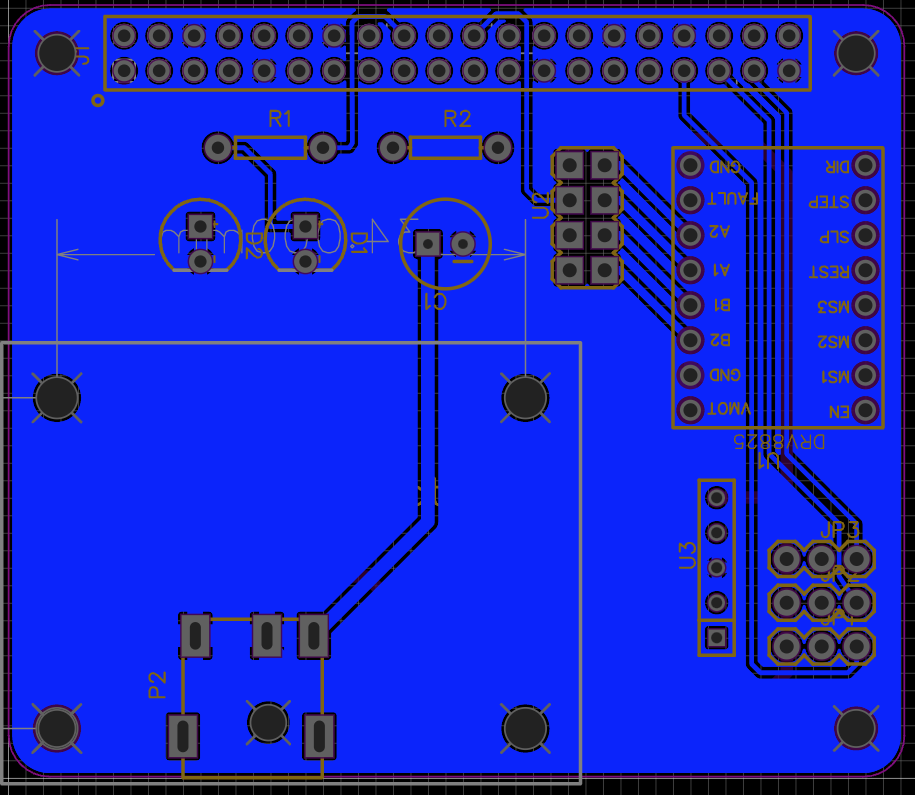 J1
R1
R2
U2
GND
DIR
FAULT
STEP
A2
SLP
A1
REST
B1
MS3
B2
MS2
GND
MS1
VMOT
EN
mm
D2
D1
C1
DRV8825
U1
U3
JP3
P2